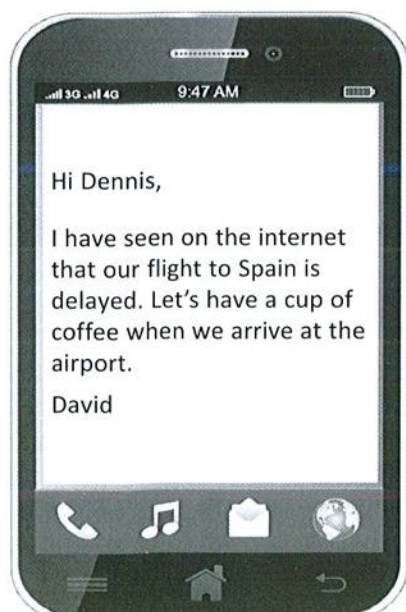 3G 4G 9:47 AM
Hi Dennis,
I have seen on the internet
that our flight to Spain is
delayed. Let's have a cup of
coffee when we arrive at the
airport.
David